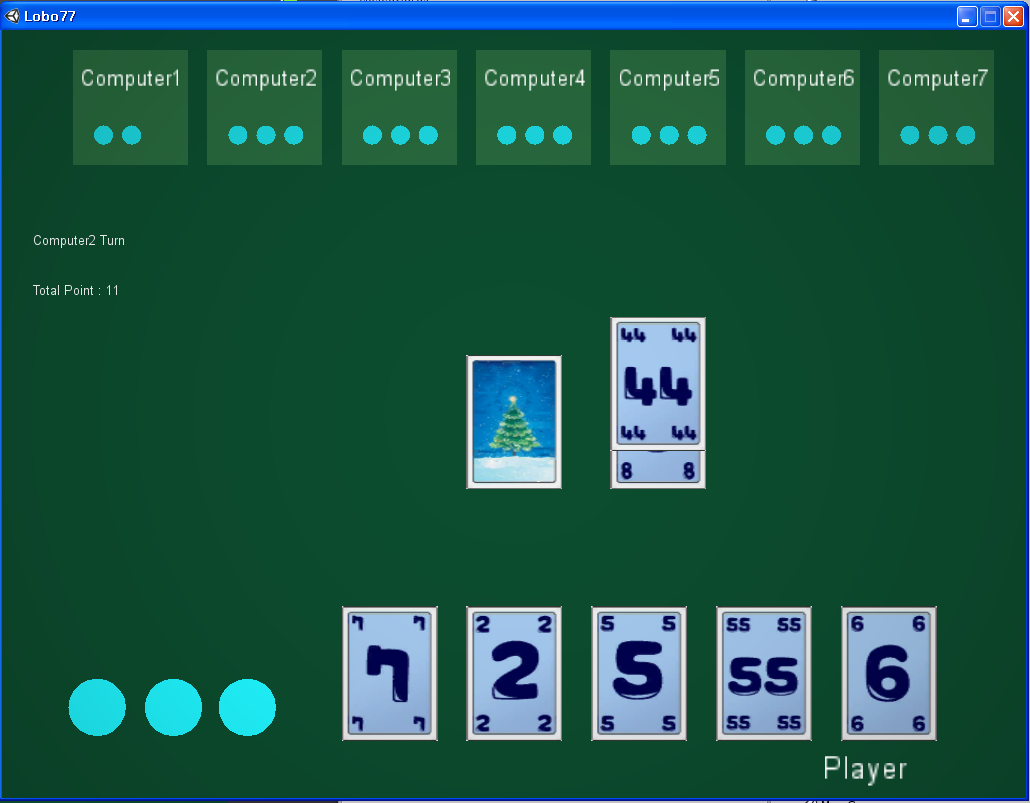 Lobo77
Computer1 Computer2 Computer3 Computer4 Computer5 Computer6 Computer7
Computer2 Turn
Total Point : 11
44 44
44
44 44
8 8
7 7 2 2 5 5 55 55 6 6
7 2 5 55 6
7 7 2 2 5 5 55 55 6 6
Player